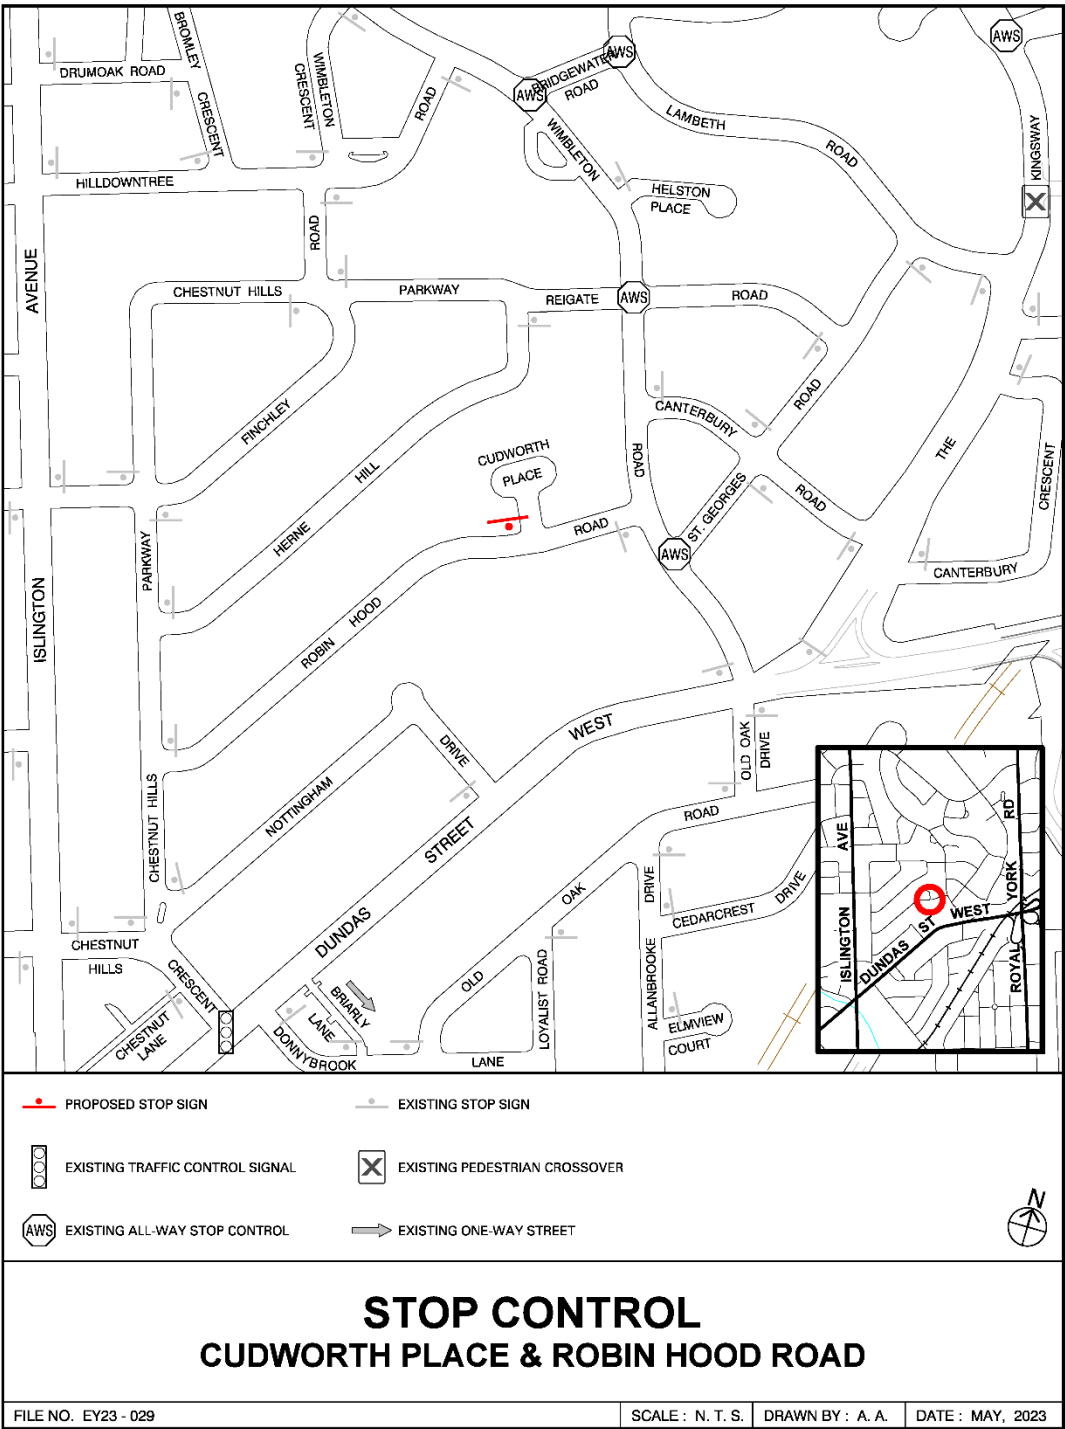 BROMLEY
CRESCENT
DRUMOAK ROAD
WIMBLETON
CRESCENT
ROAD
AWS
BRIDGEWATER
ROAD
AWS
AWS
LAMBETH
ROAD
KINGSWAY
WIMBLETON
HILLDOWNTREE
HELSTON
PLACE
ROAD
AVENUE
CHESTNUT HILLS
PARKWAY
REIGATE
AWS
ROAD
FINCHLEY
CANTERBURY
ROAD
THE
CUDWORTH
PLACE
HILL
ROAD
ROAD
CRESCENT
HERNE
ROAD
ST. GEORGES
AWS
PARKWAY
ISLINGTON
CANTERBURY
ROBIN HOOD
WEST
DRIVE
OLD OAK
DRIVE
NOTTINGHAM
CHESTNUT HILLS
STREET
ROAD
DUNDAS
OAK
DRIVE
CEDARCREST
DRIVE
CHESTNUT
HILLS
CRESCENT
OLD
LOYALIST ROAD
ALLANBROOKE
BRIARLY
LANE
CHESTNUT
LANE
DONNYBROOK
LANE
ELMVIEW
COURT
AVE
ISLINGTON
DUNDAS
ST
WEST
RD
YORK
ROYAL
PROPOSED STOP SIGN
EXISTING STOP SIGN
EXISTING TRAFFIC CONTROL SIGNAL
EXISTING PEDESTRIAN CROSSOVER
AWS
EXISTING ALL-WAY STOP CONTROL
EXISTING ONE-WAY STREET
N
STOP CONTROL
CUDWORTH PLACE & ROBIN HOOD ROAD
FILE NO. EY23 - 029
SCALE : N. T. S.
DRAWN BY : A. A.
DATE : MAY, 2023